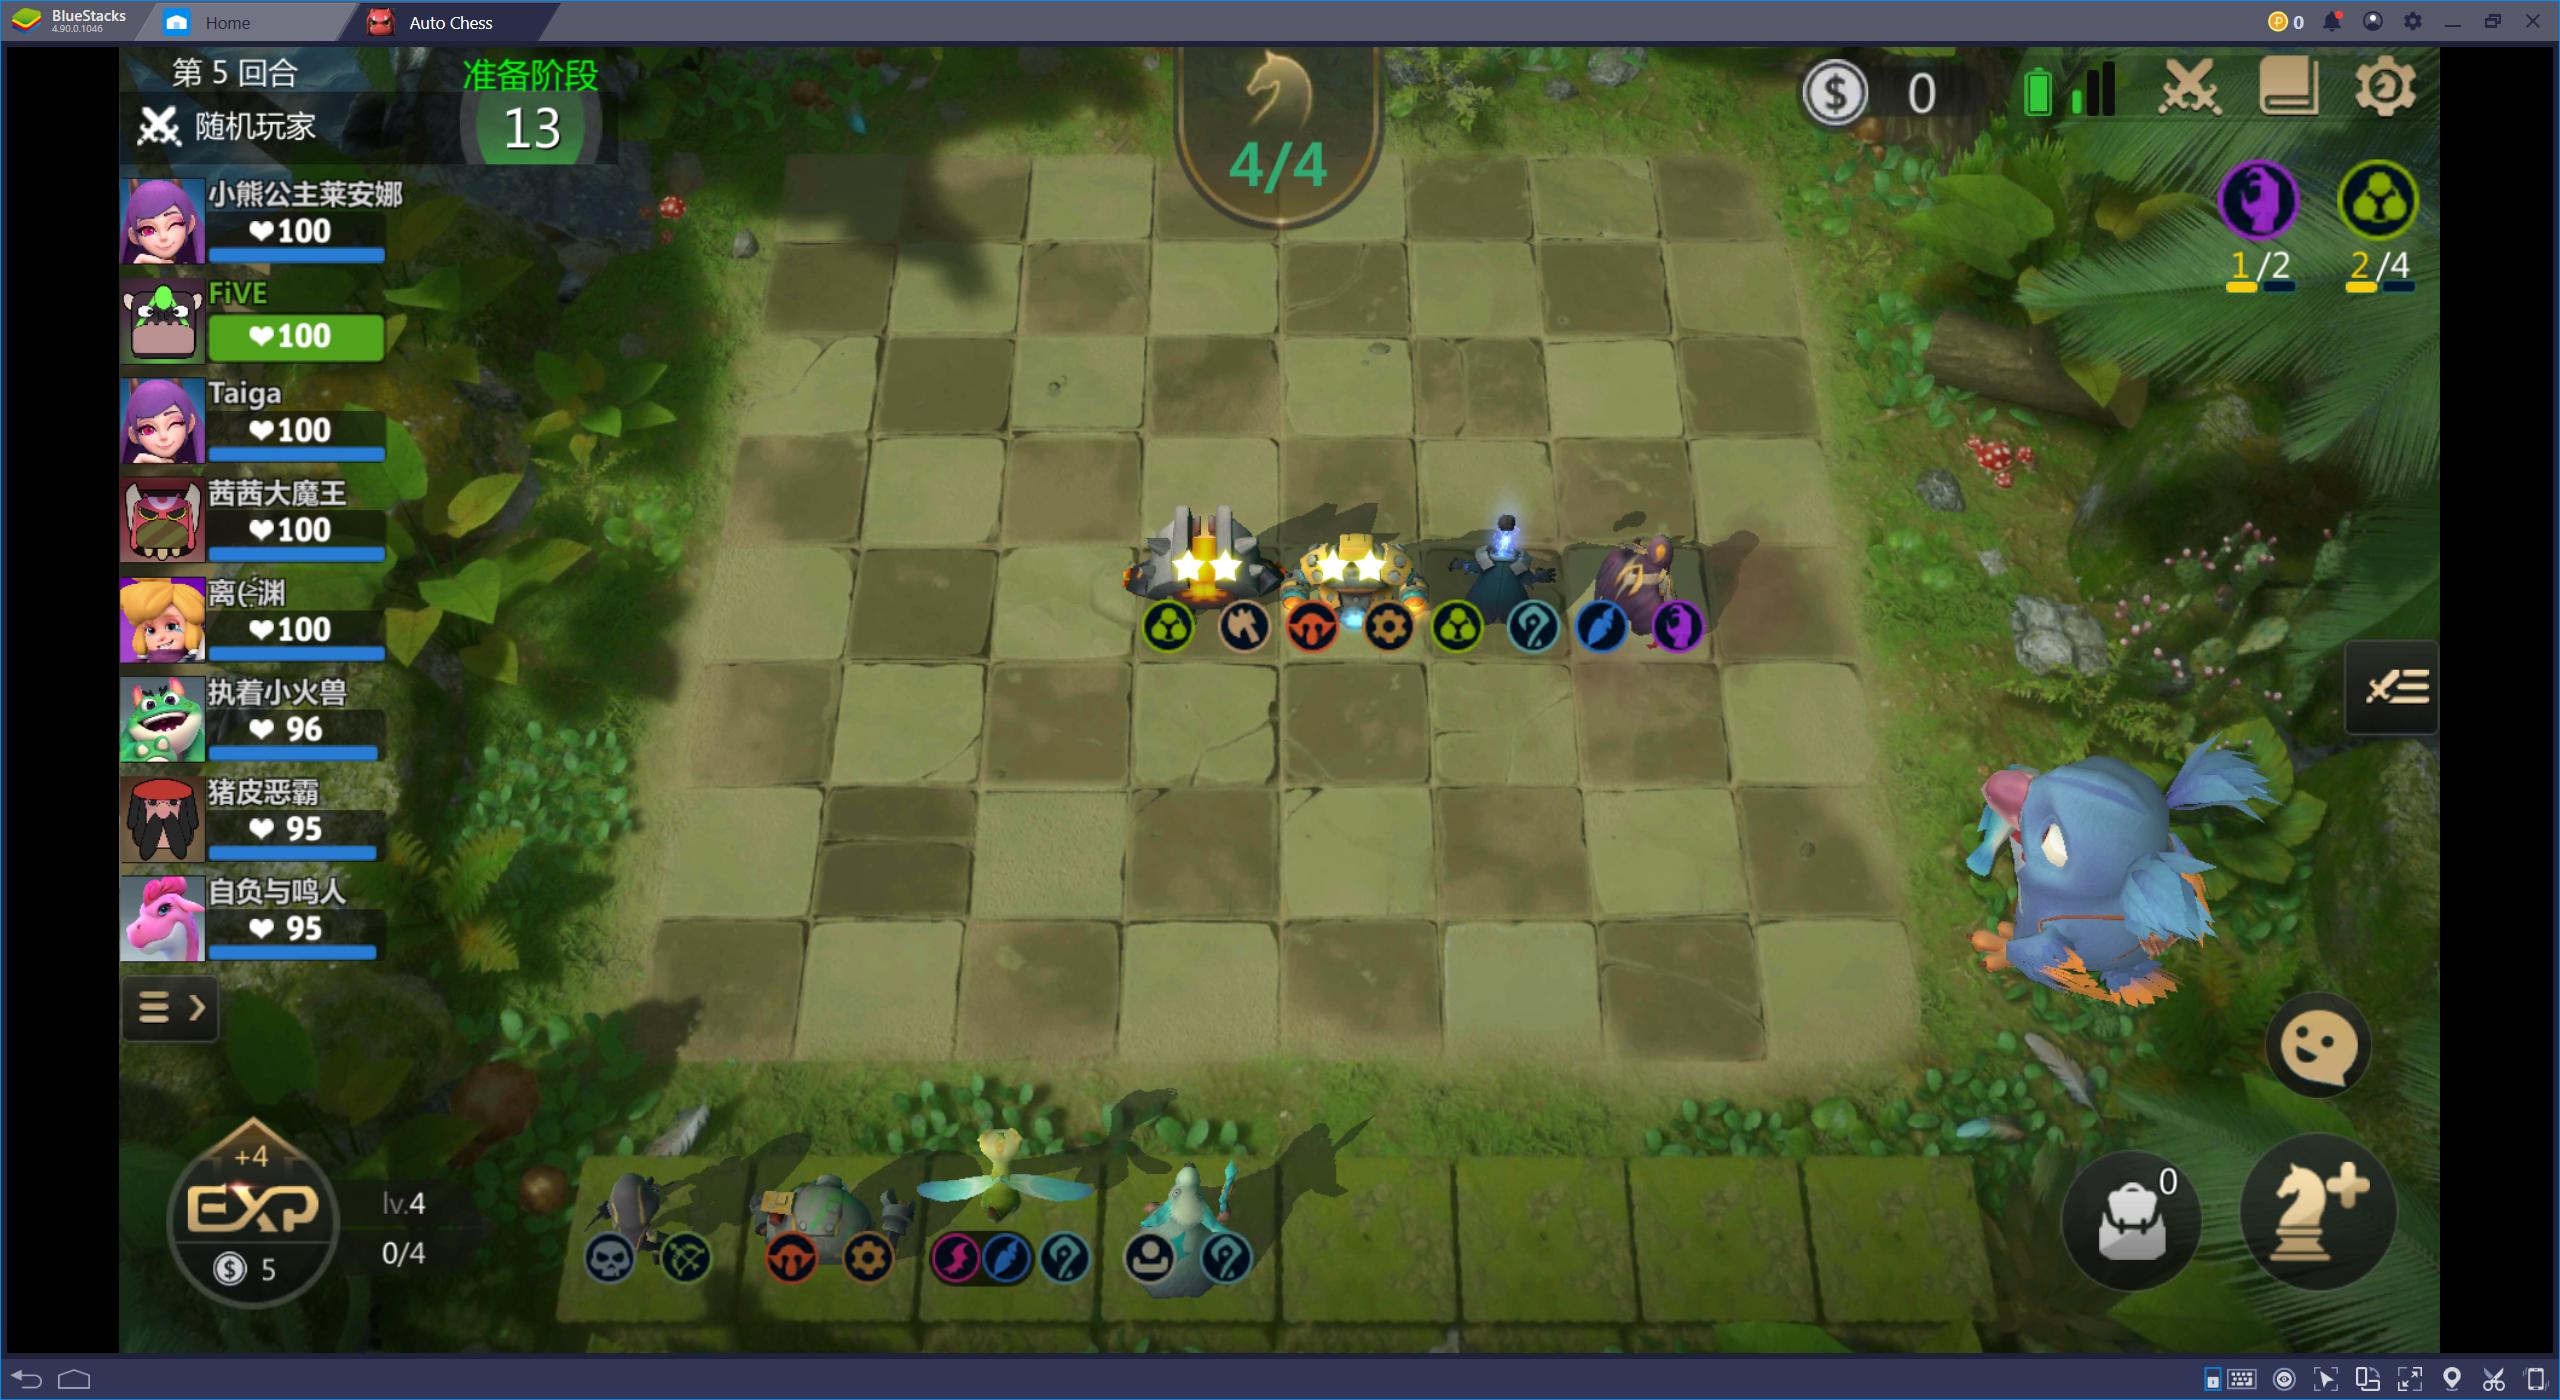 BlueStacks
4.90.0.1046
Home
Auto Chess
0
第 5 回合
准备阶段
随机玩家
13
4/4
0
小熊公主莱安娜
100
FiVE
100
Taiga
100
茜茜大魔王
100
离(≥渊
100
执着小火兽
96
猪皮恶霸
95
自负与鸣人
95
1/2
2/4
+4
EXP
5
lv.4
0/4
0